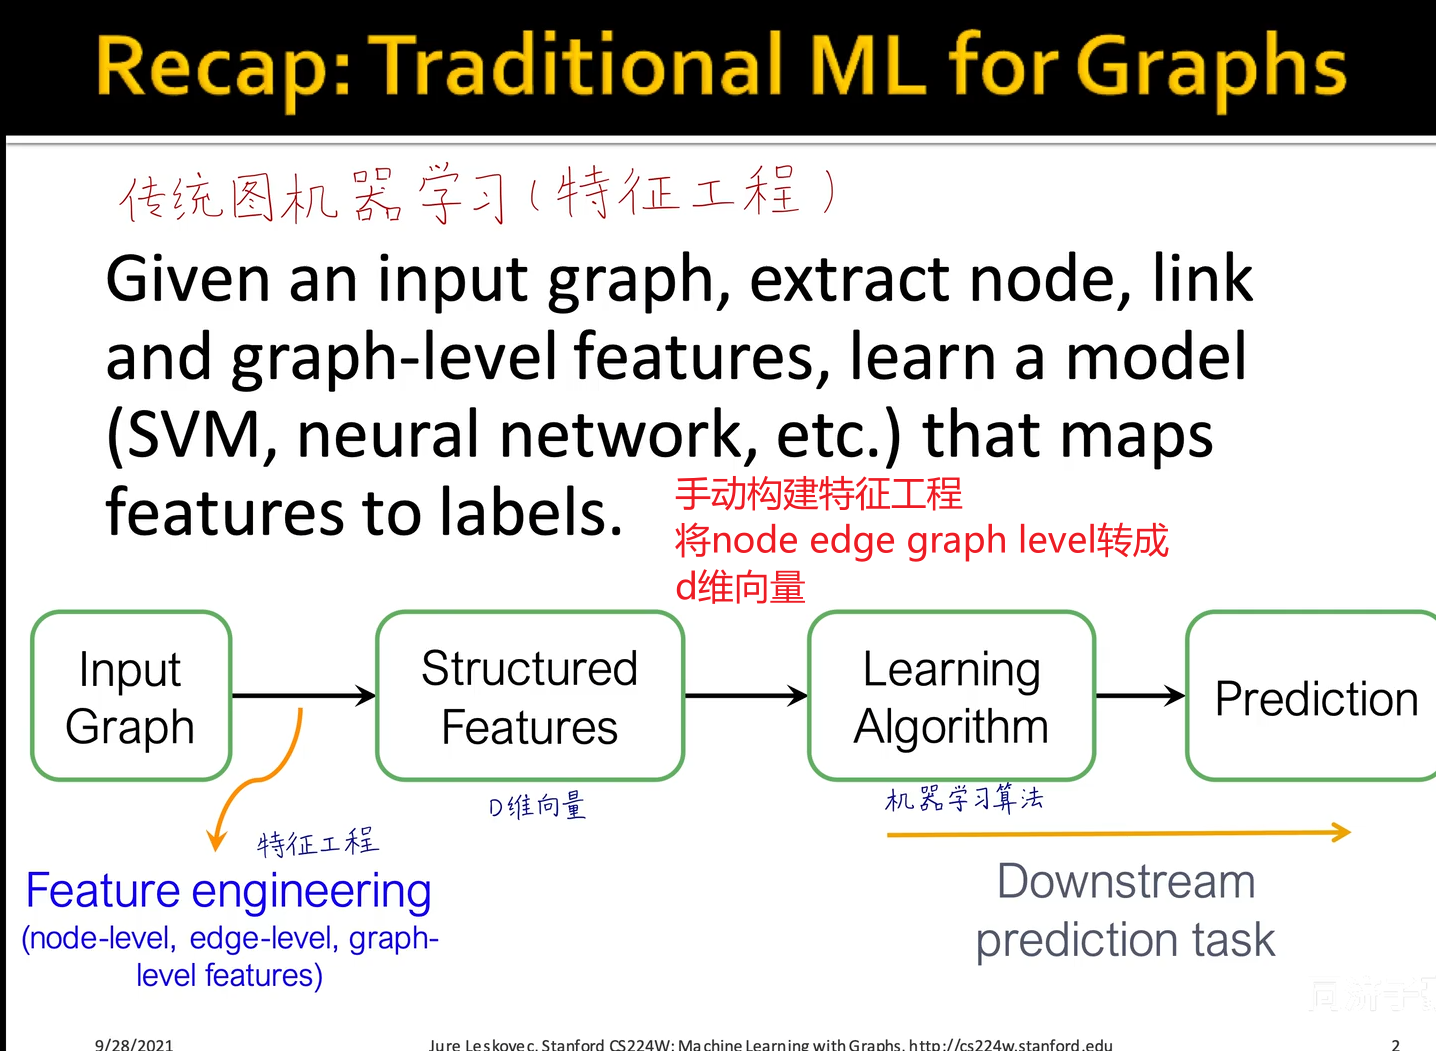 Recap: Traditional ML for Graphs
传统图机器学习(特征工程)
Given an input graph, extract node, link
and graph-level features, learn a model
(SVM, neural network, etc.) that maps
features to labels.
手动构建特征工程
将node edge graph level转成
d维向量
Input
Graph
Structured
Features
Learning
Algorithm
Prediction
D维向量
机器学习算法
特征工程
Feature engineering
(node-level, edge-level, graph-
level features)
Downstream
prediction task
9/28/2021
Jure Leskovec, Stanford CS224W: Machine Learning with Graphs, http://cs224w.stanford.edu
2